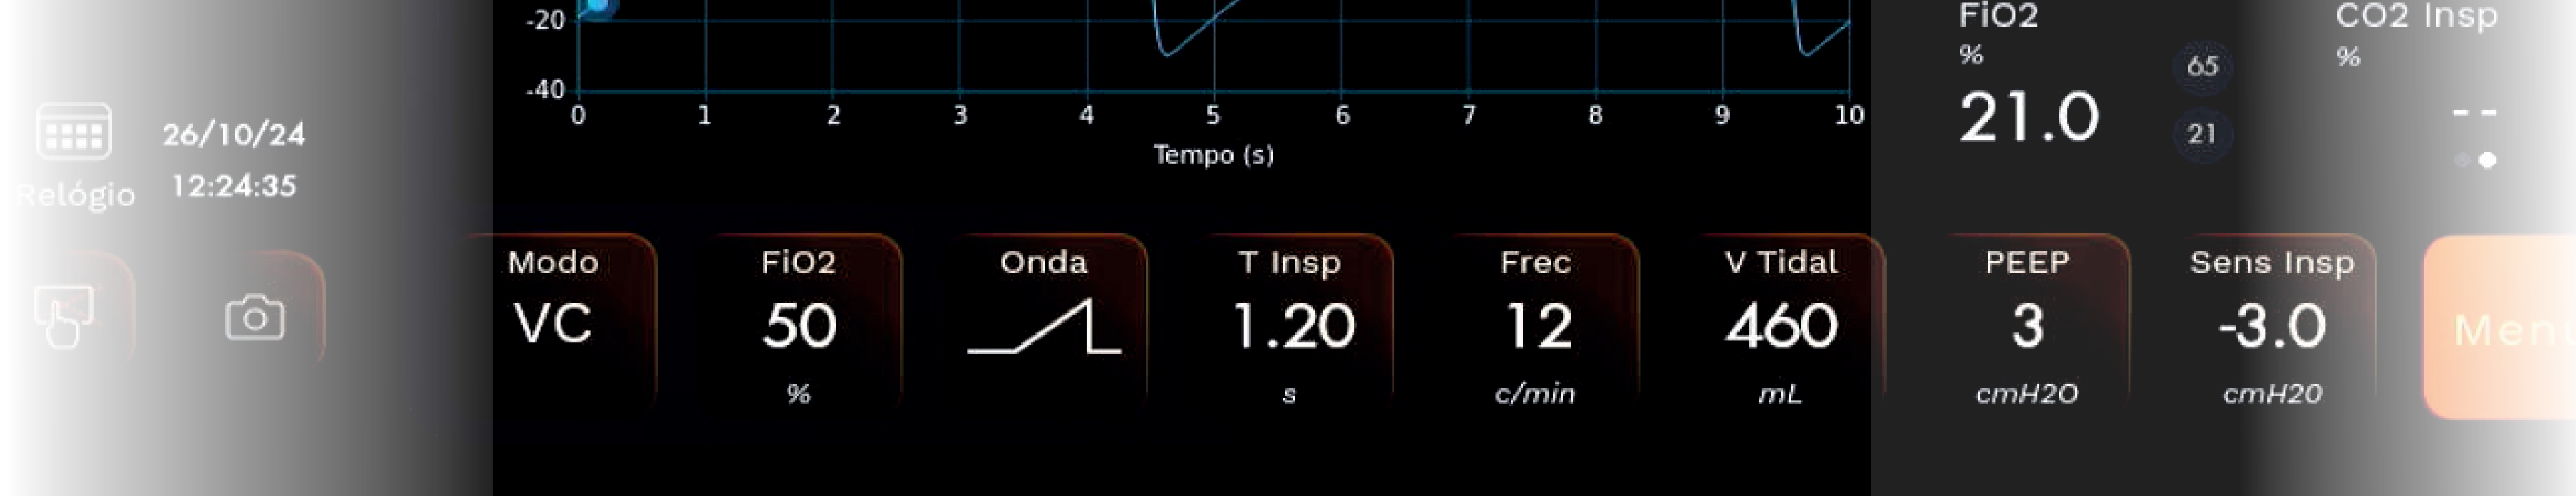 -20
-40
0 1 2 3 4 5 6 7 8 9 10
Tempo (s)
FiO2
%
21.0
65
21
CO2 Insp
%
--
26/10/24
12:24:35
Relógio
Modo
VC
FiO2
50
%
Onda
T Insp
1.20
s
Frec
12
c/min
V Tidal
460
mL
PEEP
3
cmH2O
Sens Insp
-3.0
cmH20
Men